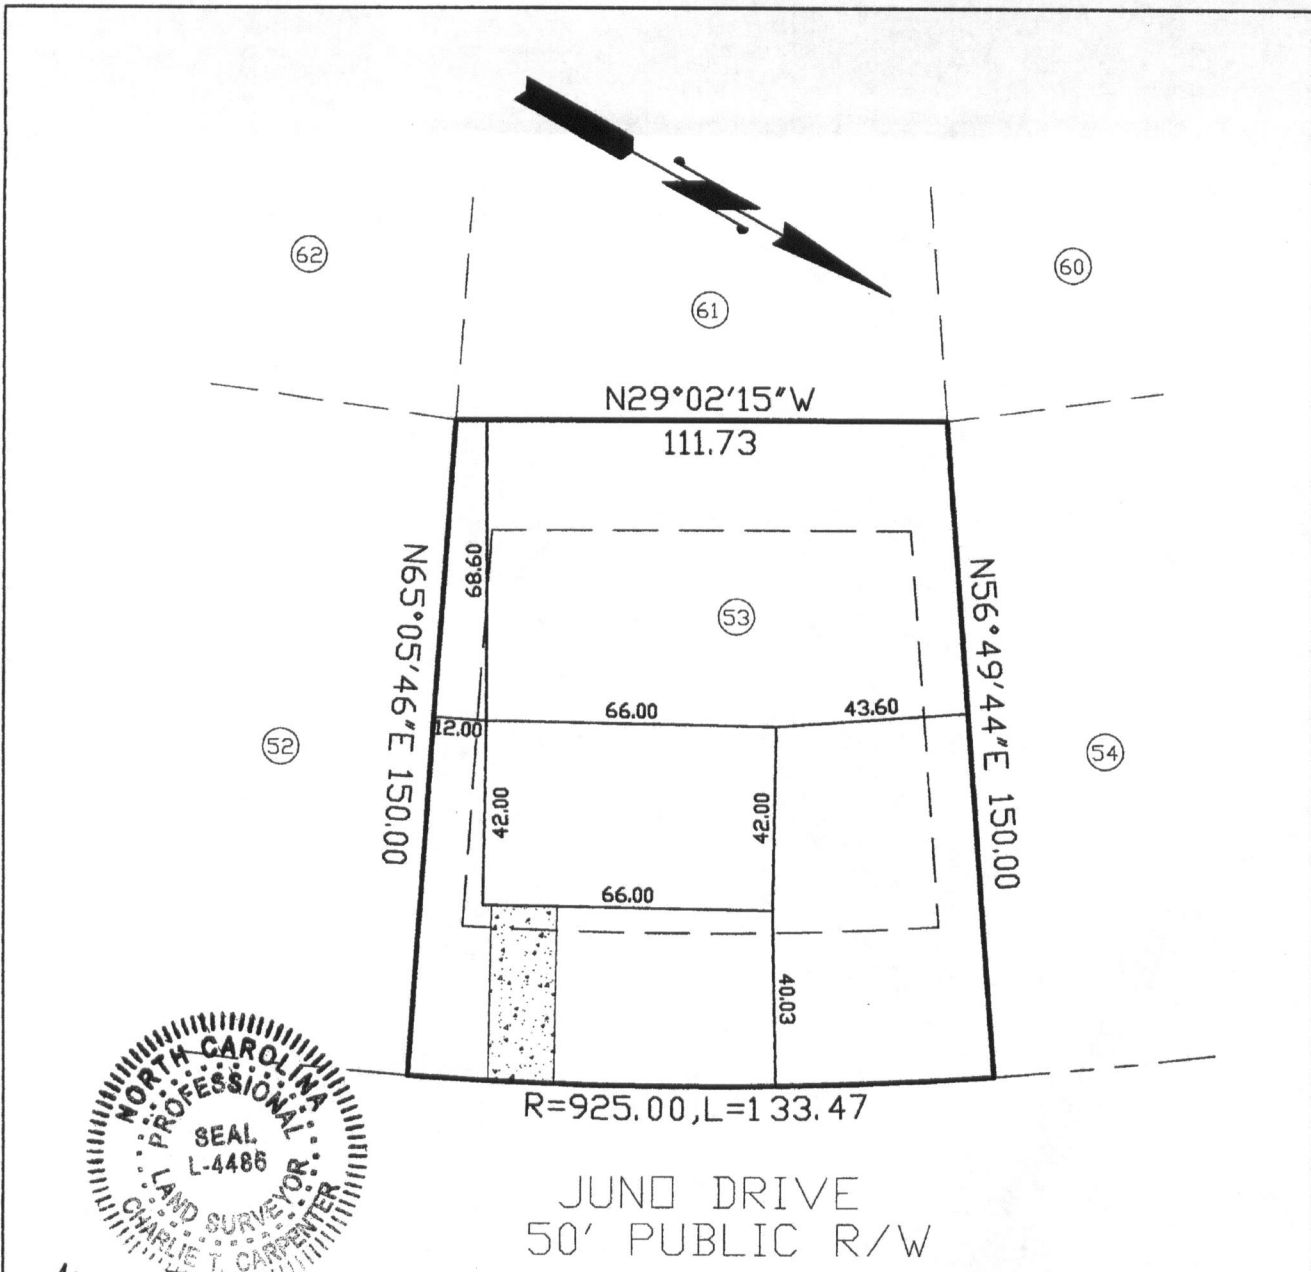 62
60
61
N29°02'15"W
111.73
68.60
53
N65°05'46"E 150.00
N56°49'44"E 150.00
66.00
43.60
12.00
52
54
42.00
42.00
66.00
40.03
R=925.00,L=133.47
NORTH CAROLINA
PROFESSIONAL
SEAL
L-4486
LAND SURVEYOR
CHARLIE T. CARPENTER
JUNO DRIVE
50' PUBLIC R/W